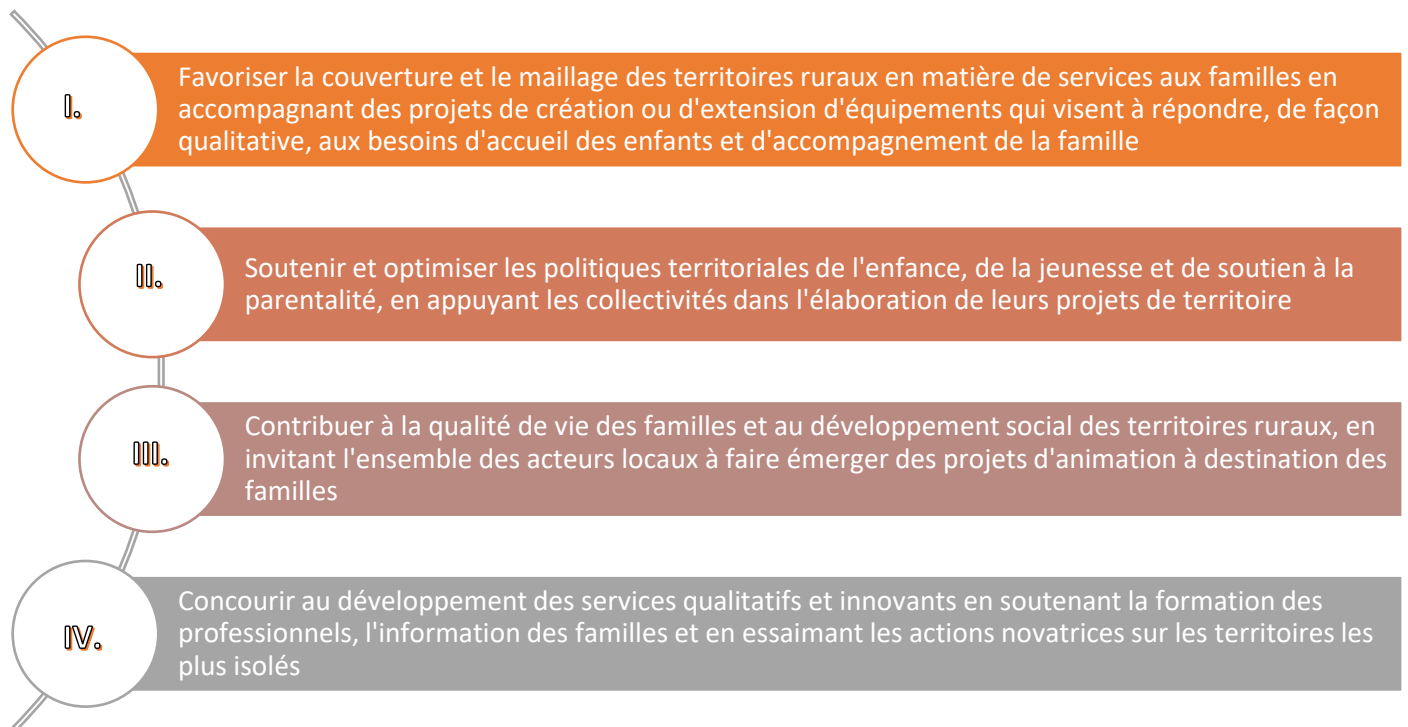 I.
Favoriser la couverture et le maillage des territoires ruraux en matière de services aux familles en
accompagnant des projets de création ou d'extension d'équipements qui visent à répondre, de façon
qualitative, aux besoins d'accueil des enfants et d'accompagnement de la famille
II.
Soutenir et optimiser les politiques territoriales de l'enfance, de la jeunesse et de soutien à la
parentalité, en appuyant les collectivités dans l'élaboration de leurs projets de territoire
III.
Contribuer à la qualité de vie des familles et au développement social des territoires ruraux, en
invitant l'ensemble des acteurs locaux à faire émerger des projets d'animation à destination des
familles
IV.
Concourir au développement des services qualitatifs et innovants en soutenant la formation des
professionnels, l'information des familles et en essaimant les actions novatrices sur les territoires les
plus isolés